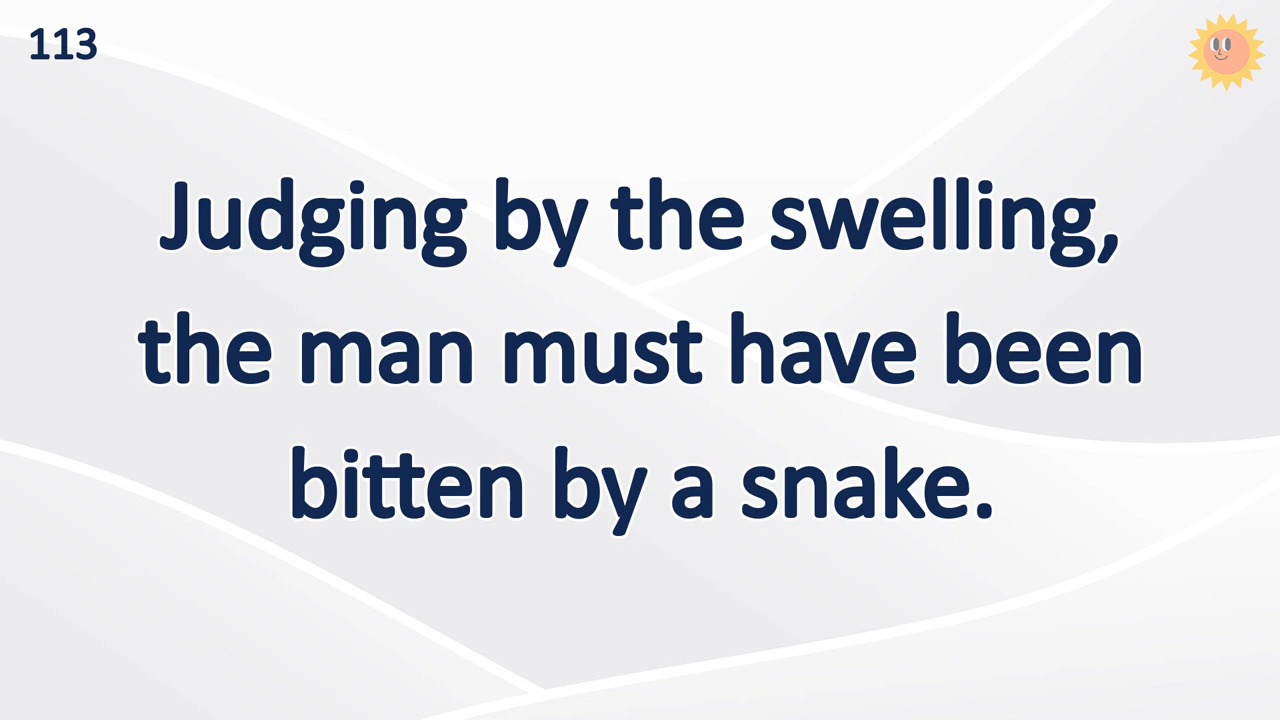 113
Judging by the swelling,
the man must have been
bitten by a snake.